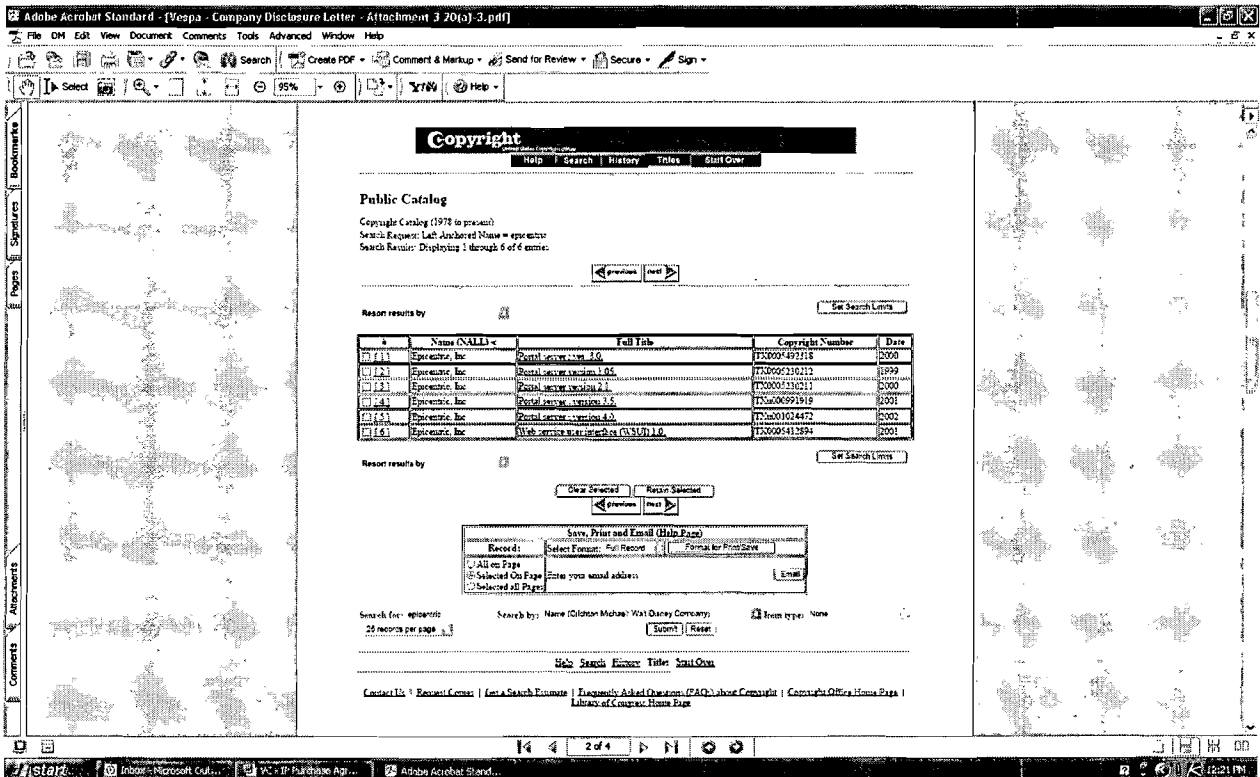 Adobe Acrobat Standard - [Vespa - Company Disclosure Letter - Attachment 3 20(a)-3.pdf]
File DM Edit View Document Comments Tools Advanced Window Help
Search Create PDF Comment & Markup Send for Review Secure Sign
Select 95% Help
Bookmarks
Signatures
Pages
Attachments
Comments
Copyright
United States Copyright Office
Help Search History Titles Start Over
Public Catalog
Copyright Catalog (1978 to present)
Search Request: Left Anchored Name = epicentric
Search Results: Displaying 1 through 6 of 6 entries
previous next
Resort results by Set Search Limits
# Name (NALL) < Full Title Copyright Number Date
[ 1 ] Epicentric, Inc Portal server : ver. 3.0. TX0005492318 2000
[ 2 ] Epicentric, Inc Portal server version 1.05. TX0005230212 1999
[ 3 ] Epicentric, Inc Portal server version 2.1. 2000
[ 4 ] Epicentric, Inc Portal server : version 3.5. TXu000991919 2001
[ 5 ] Epicentric, Inc Portal server : version 4.0. TXu001024472 2002
[ 6 ] Epicentric, Inc Web service user interface (WSUI) 1.0. TX0005412894 2001
Resort results by Set Search Limits
Clear Selected Retain Selected
previous next
Save, Print and Email (Help Page)
Records: Select Format: Full Record Format for Print/Save
All on Page
Selected On Page Enter your email address Email
Selected all Pages
Search for: epicentric Search by: Name (Crichton Michael; Walt Disney Company) Item type: None
25 records per page Submit Reset
Help Search History Titles Start Over
Contact Us | Request Copies | Get a Search Estimate | Frequently Asked Questions (FAQs) about Copyright | Copyright Office Home Page |
Library of Congress Home Page
2 of 4
start Inbox - Microsoft Outl... VC - IP Purchase Agr... Adobe Acrobat Stand... 12:21 PM